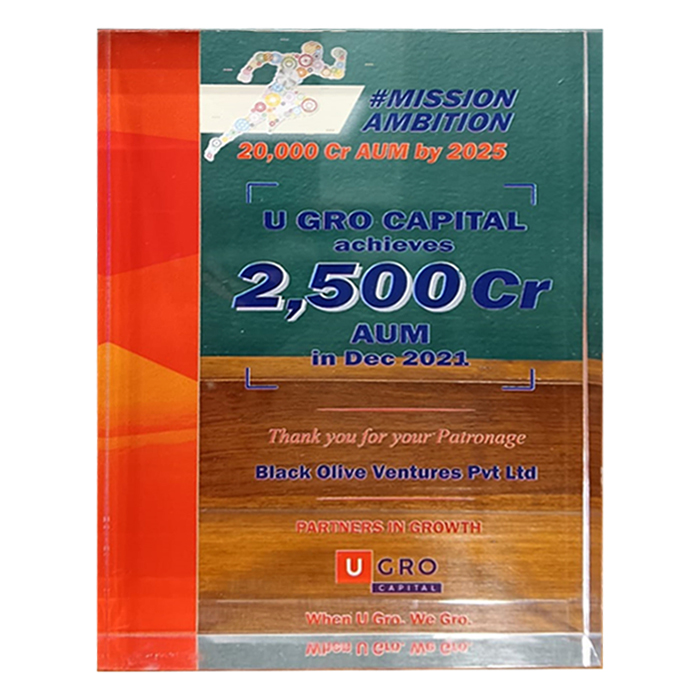 #MISSION
AMBITION
20,000 Cr AUM by 2025
U GRO CAPITAL
achieves
2,500 Cr
AUM
in Dec 2021
Thank you for your Patronage
Black Olive Ventures Pvt Ltd
PARTNERS IN GROWTH
U GRO
CAPITAL
When U Gro. We Gro.